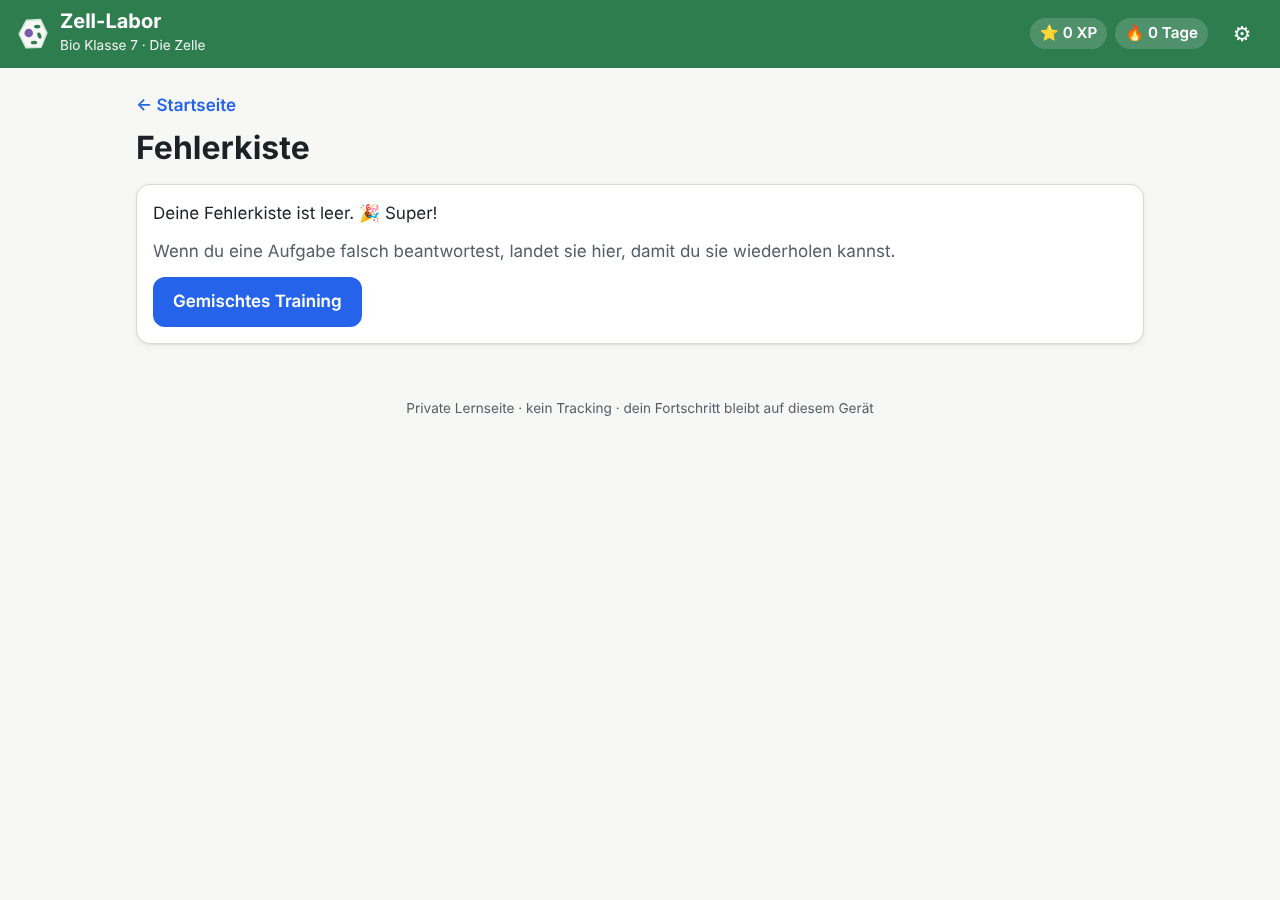 Zell-Labor
Bio Klasse 7 · Die Zelle
⭐ 0 XP
🔥 0 Tage
← Startseite
Fehlerkiste
Deine Fehlerkiste ist leer. 🎉 Super!
Wenn du eine Aufgabe falsch beantwortest, landet sie hier, damit du sie wiederholen kannst.
Gemischtes Training
Private Lernseite · kein Tracking · dein Fortschritt bleibt auf diesem Gerät